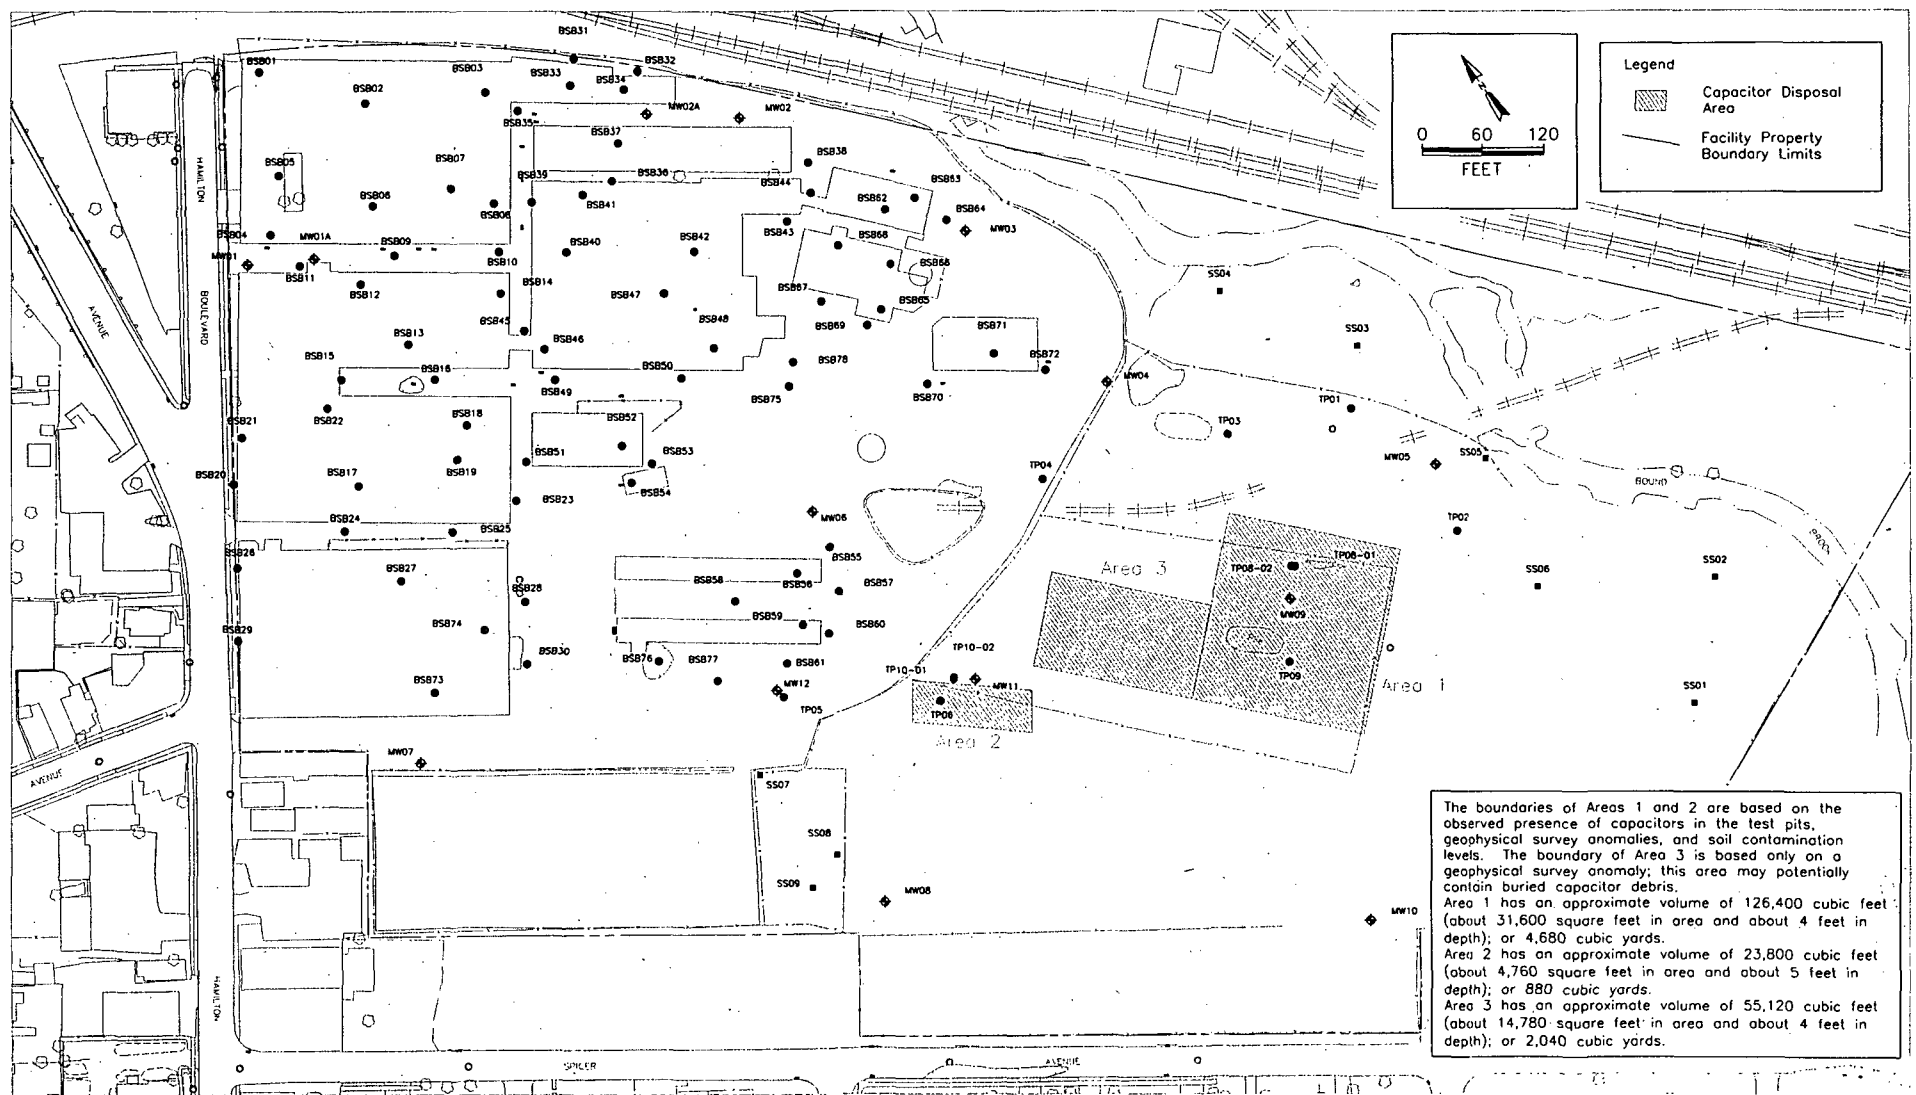 BSB31
BSB01
BSB03
BSB33
BSB34
BSB32
BSB02
MW02A
MW02
BSB35
BSB37
BSB05
BSB07
BSB39
BSB36
BSB38
BSB44
BSB06
BSB08
BSB41
BSB62
BSB63
BSB64
BSB04
MW01A
BSB09
BSB43
BSB68
MW03
MW01
BSB11
BSB10
BSB40
BSB42
BSB66
BSB12
BSB14
BSB47
BSB67
BSB65
SS04
BSB13
BSB45
BSB46
BSB48
BSB69
BSB71
SS03
BSB15
BSB16
BSB49
BSB50
BSB78
BSB72
MW04
BSB22
BSB75
BSB70
TP01
BSB21
BSB18
BSB52
TP03
BSB20
BSB17
BSB19
BSB51
BSB53
TP04
MW05
SS05
BSB54
BSB23
MW06
BOUND
BROOK
BSB24
BSB25
TP02
BSB26
BSB27
BSB55
BSB58
BSB56
BSB57
Area 3
TP08-02
TP08-01
SS06
SS02
BSB28
MW09
BSB29
BSB74
BSB59
BSB60
BSB30
BSB76
BSB77
BSB61
TP10-01
TP10-02
TP09
BSB73
MW12
TP05
MW11
TP06
Area 1
SS01
Area 2
MW07
SS07
SS08
SS09
MW08
MW10
HAMILTON
BOULEVARD
AVENUE
AVENUE
HAMILTON
SPICER
AVENUE
N
0 60 120
FEET
Legend
Capacitor Disposal
Area
Facility Property
Boundary Limits
The boundaries of Areas 1 and 2 are based on the
observed presence of capacitors in the test pits,
geophysical survey anomalies, and soil contamination
levels. The boundary of Area 3 is based only on a
geophysical survey anomaly; this area may potentially
contain buried capacitor debris.
Area 1 has an approximate volume of 126,400 cubic feet
(about 31,600 square feet in area and about 4 feet in
depth); or 4,680 cubic yards.
Area 2 has an approximate volume of 23,800 cubic feet
(about 4,760 square feet in area and about 5 feet in
depth); or 880 cubic yards.
Area 3 has an approximate volume of 55,120 cubic feet
(about 14,780 square feet in area and about 4 feet in
depth); or 2,040 cubic yards.